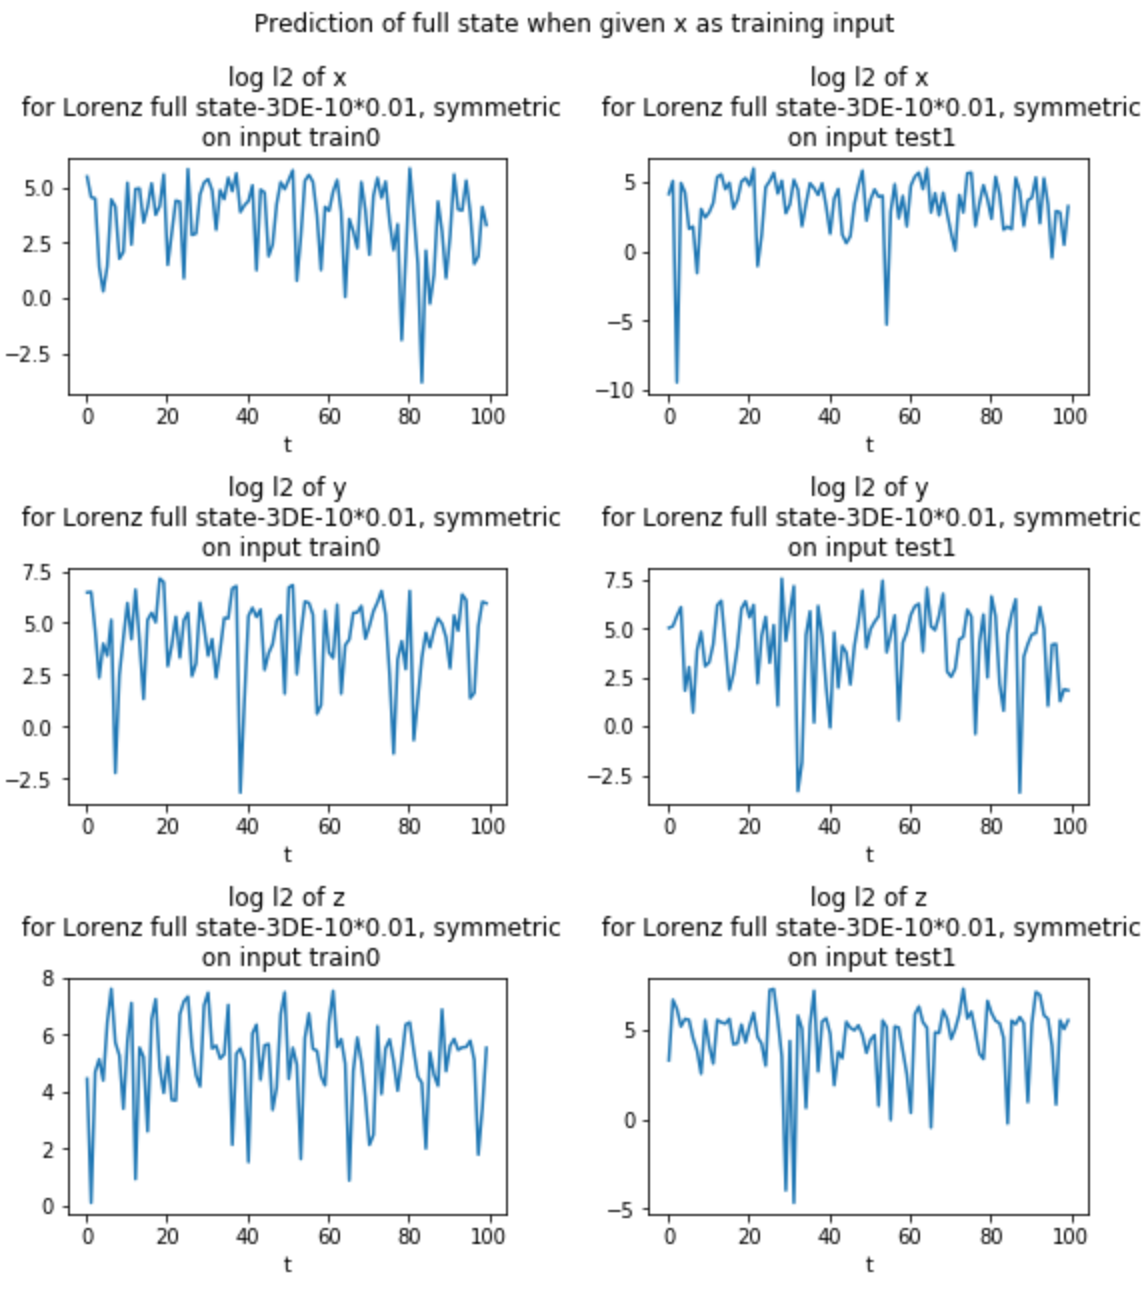 Prediction of full state when given x as training input
log l2 of x
for Lorenz full state-3DE-10*0.01, symmetric
on input train0
5.0
2.5
0.0
−2.5
0 20 40 60 80 100
t
log l2 of x
for Lorenz full state-3DE-10*0.01, symmetric
on input test1
5
0
−5
−10
0 20 40 60 80 100
t
log l2 of y
for Lorenz full state-3DE-10*0.01, symmetric
on input train0
7.5
5.0
2.5
0.0
−2.5
0 20 40 60 80 100
t
log l2 of y
for Lorenz full state-3DE-10*0.01, symmetric
on input test1
7.5
5.0
2.5
0.0
−2.5
0 20 40 60 80 100
t
log l2 of z
for Lorenz full state-3DE-10*0.01, symmetric
on input train0
8
6
4
2
0
0 20 40 60 80 100
t
log l2 of z
for Lorenz full state-3DE-10*0.01, symmetric
on input test1
5
0
−5
0 20 40 60 80 100
t